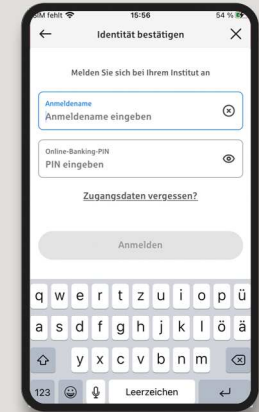 SIM fehlt 15:56 54 %
Identität bestätigen
Melden Sie sich bei Ihrem Institut an
Anmeldename
Anmeldename eingeben
Online-Banking-PIN
PIN eingeben
Zugangsdaten vergessen?
Anmelden
q w e r t z u i o p ü
a s d f g h j k l ö ä
y x c v b n m
123 Leerzeichen